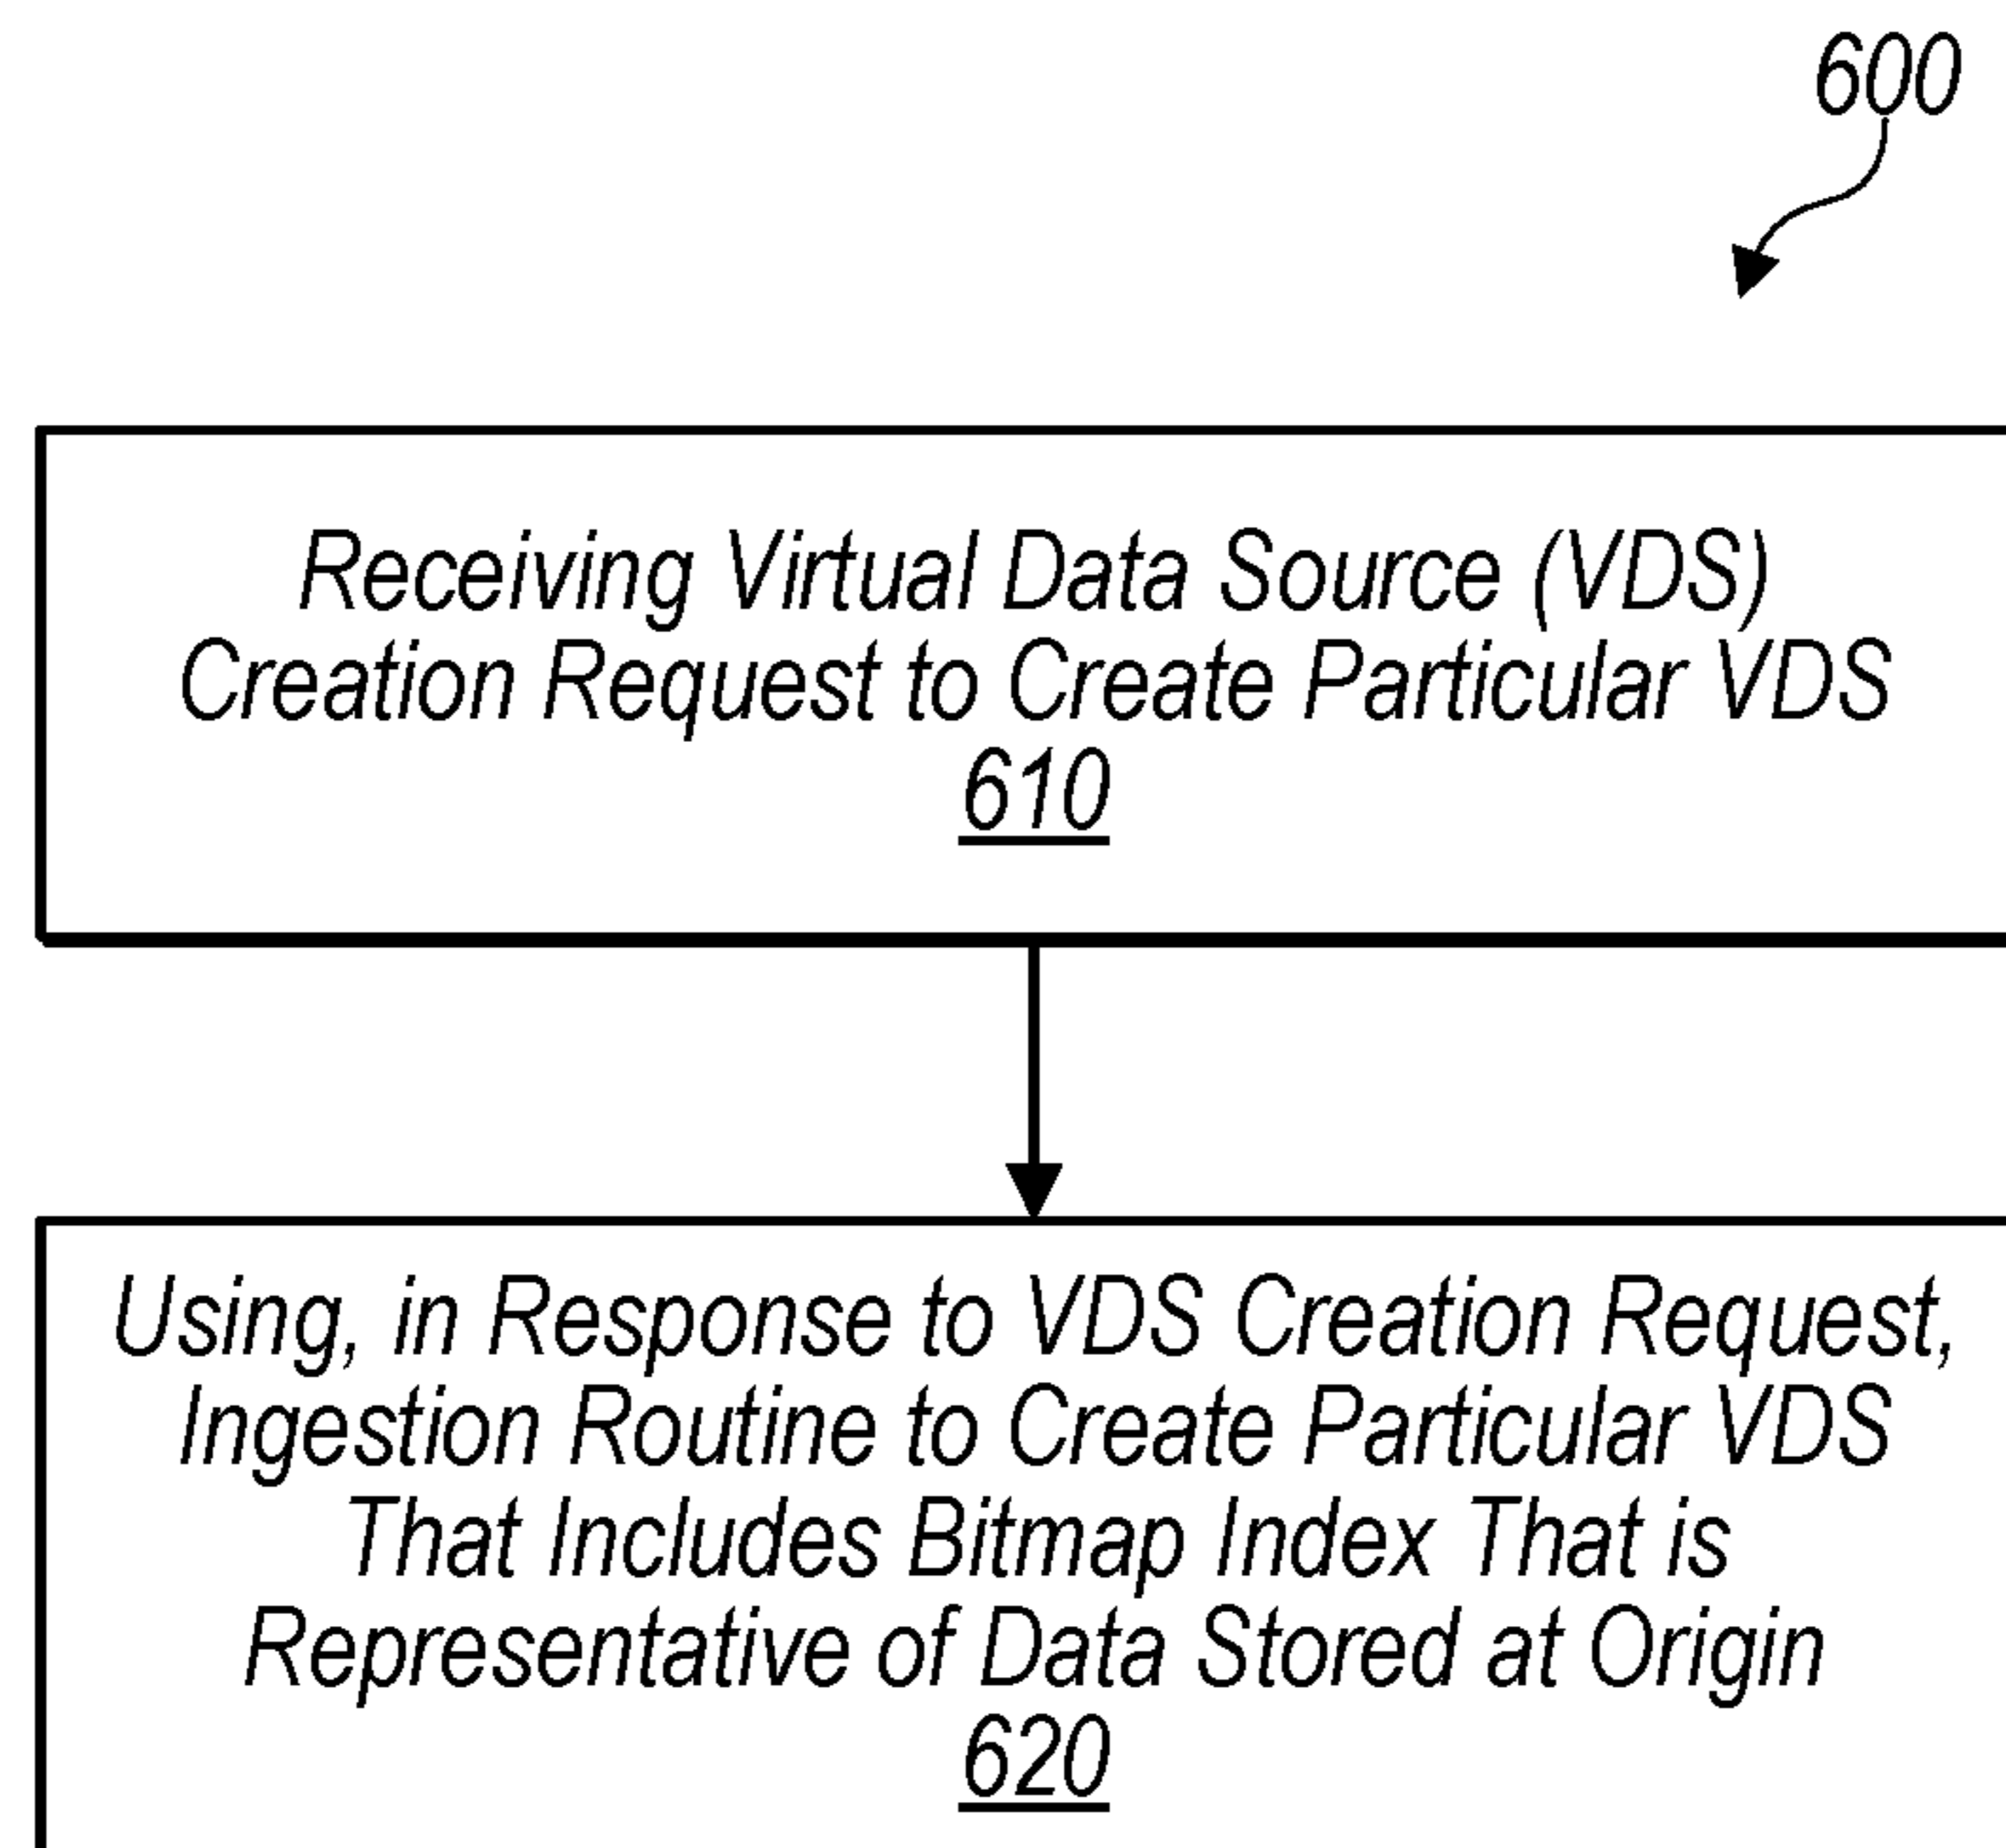 600
Receiving Virtual Data Source (VDS)
Creation Request to Create Particular VDS
610
Using, in Response to VDS Creation Request,
Ingestion Routine to Create Particular VDS
That Includes Bitmap Index That is
Representative of Data Stored at Origin
620